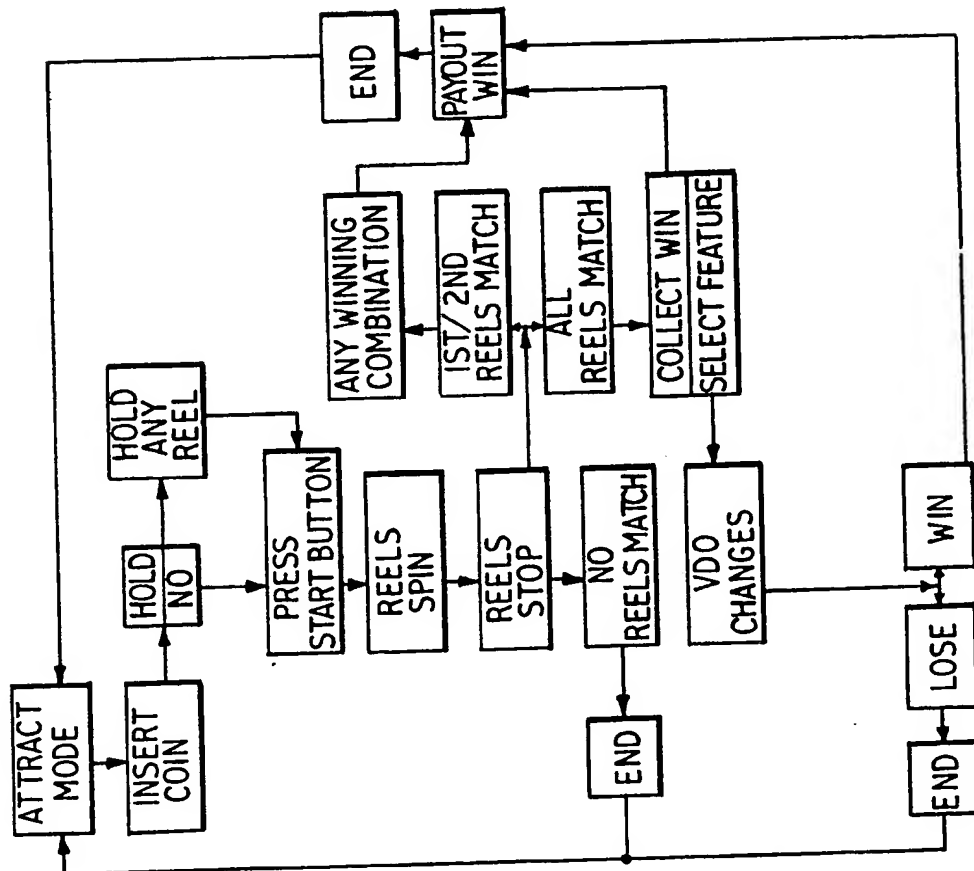 ATTRACT
MODE
INSERT
COIN
HOLD
NO
HOLD
ANY
REEL
PRESS
START BUTTON
REELS
SPIN
REELS
STOP
NO
REELS MATCH
END
ANY WINNING
COMBINATION
1ST/2ND
REELS MATCH
ALL
REELS MATCH
COLLECT WIN
SELECT FEATURE
PAYOUT
WIN
END
VDO
CHANGES
WIN
LOSE
END